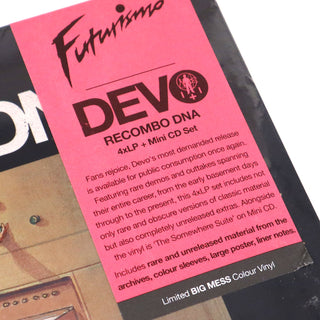 Futurismo
DEVO
RECOMBO DNA
4xLP + Mini CD Set
Fans rejoice, Devo's most demanded release
is available for public consumption once again.
Featuring rare demos and outtakes spanning
their entire career, from the early basement days
through to the present, this 4xLP set includes not
only rare and obscure versions of classic material
but also completely unreleased extras. Alongside
the vinyl is 'The Somewhere Suite' on Mini CD.
Includes rare and unreleased material from the
archives, colour sleeves, large poster, liner notes.
Limited BIG MESS Colour Vinyl